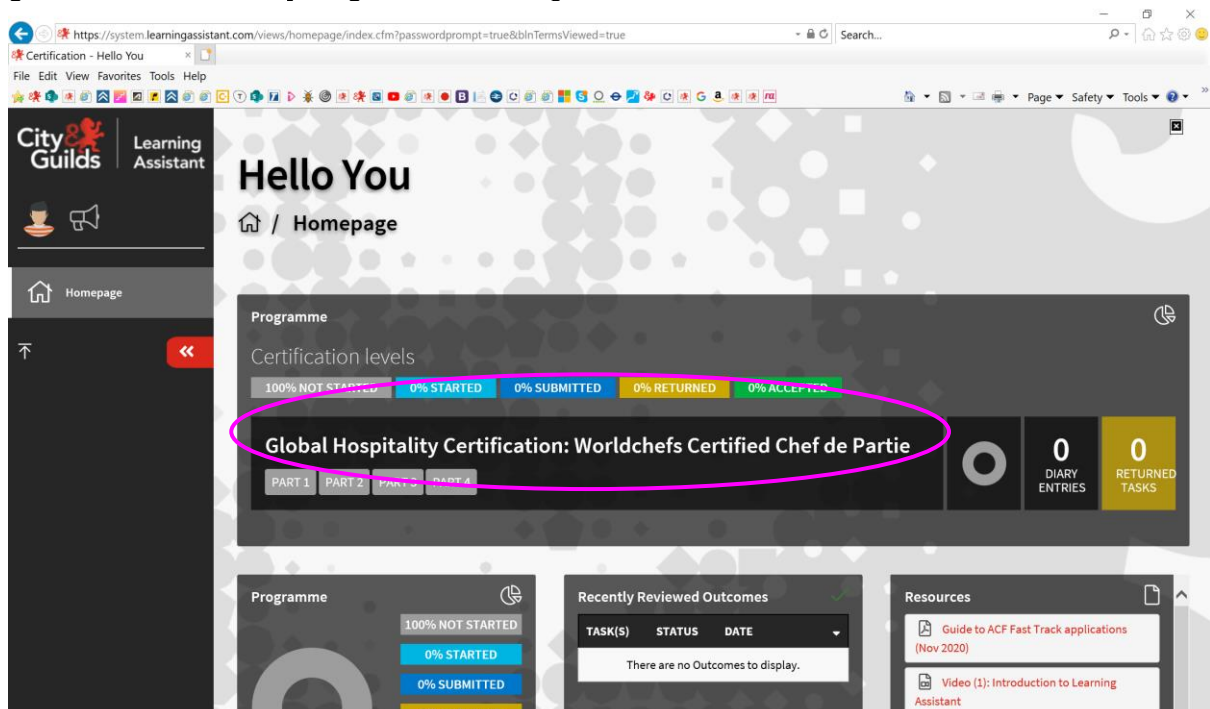 https://system.learningassistant.com/views/homepage/index.cfm?passwordprompt=true&blnTermsViewed=true
Search...
Certification - Hello You
File Edit View Favorites Tools Help
Page Safety Tools
City & Guilds
Learning Assistant
Hello You
/ Homepage
Homepage
Programme
Certification levels
100% NOT STARTED 0% STARTED 0% SUBMITTED 0% RETURNED 0% ACCEPTED
Global Hospitality Certification: Worldchefs Certified Chef de Partie
PART 1 PART 2 PART 3 PART 4
0 DIARY ENTRIES
0 RETURNED TASKS
Programme
100% NOT STARTED
0% STARTED
0% SUBMITTED
Recently Reviewed Outcomes
TASK(S) STATUS DATE
There are no Outcomes to display.
Resources
Guide to ACF Fast Track applications
(Nov 2020)
Video (1): Introduction to Learning
Assistant